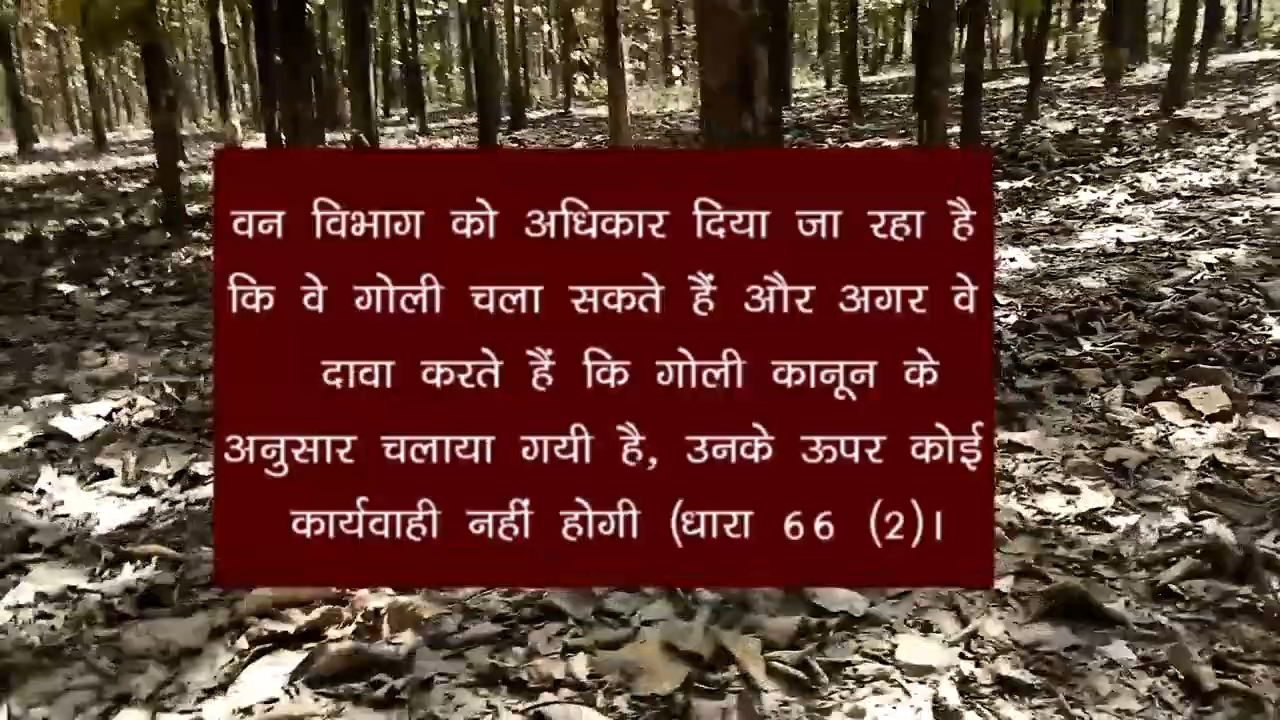 वन विभाग को अधिकार दिया जा रहा है
कि वे गोली चला सकते हैं और अगर वे
दावा करते हैं कि गोली कानून के
अनुसार चलाया गयी है, उनके ऊपर कोई
कार्यवाही नहीं होगी (धारा 66 (2)।